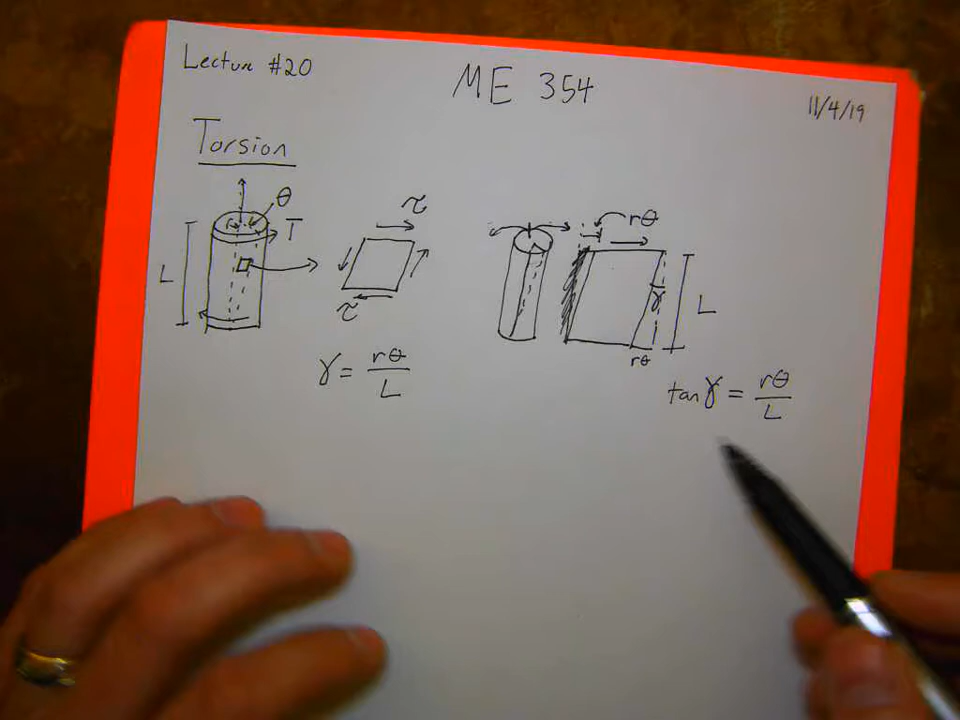 Lecture #20
ME 354
11/4/19
Torsion
θ
T
L
τ
τ
γ = rθ/L
rθ
γ
L
rθ
tan γ = rθ/L